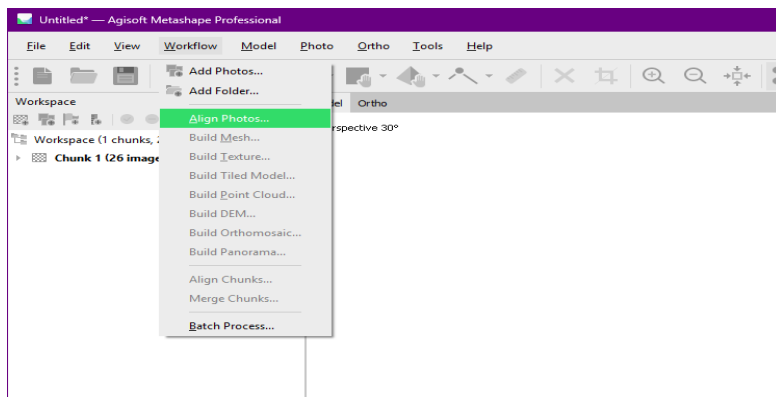 Untitled* — Agisoft Metashape Professional
File Edit View Workflow Model Photo Ortho Tools Help
Add Photos...
Add Folder...
Workspace
Ortho
Align Photos...
Workspace (1 chunks,
30°
Build Mesh...
Chunk 1 (26
Build Texture...
Build Tiled Model...
Build Point Cloud...
Build DEM...
Build Orthomosaic...
Build Panorama...
Align Chunks...
Merge Chunks...
Batch Process...